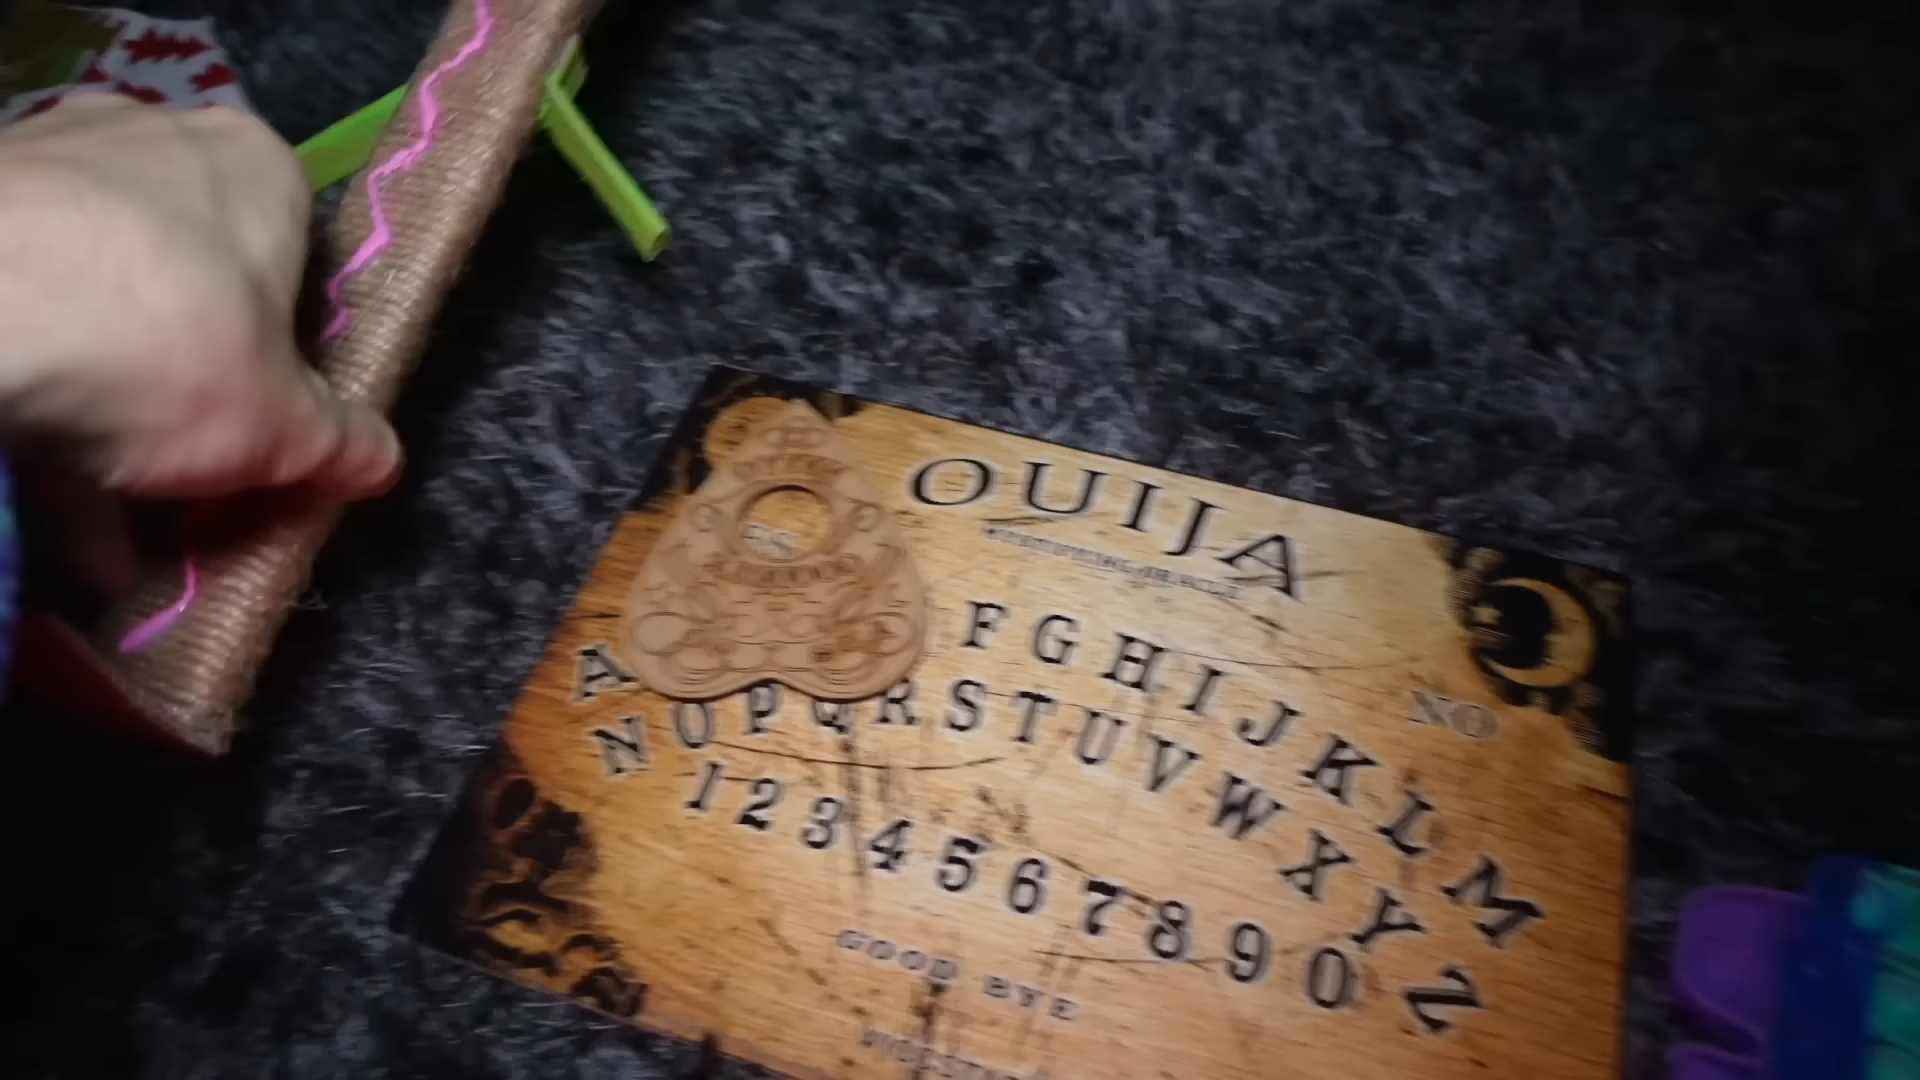 OUIJA
NO
A F G H I J K L M
N O P Q R S T U V W X Y Z
1 2 3 4 5 6 7 8 9 0
GOOD BYE